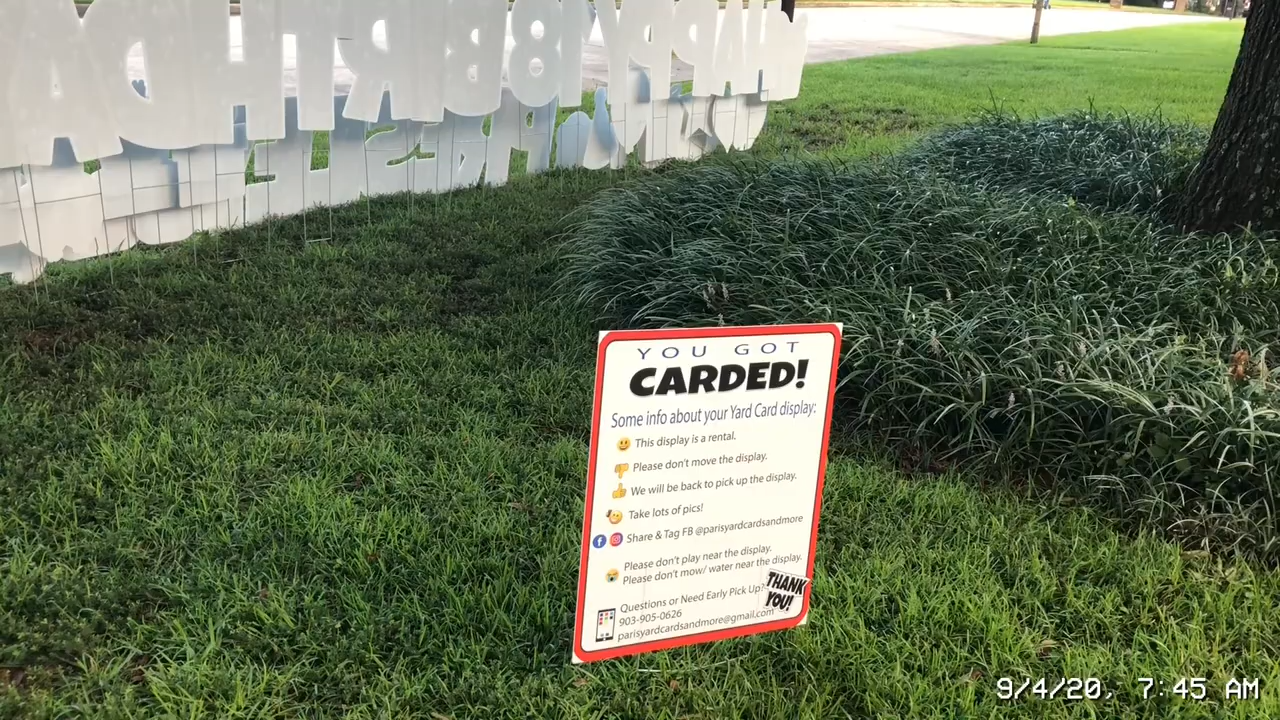 HAPPY
BIRTHDA
YOU GOT
CARDED!
Some info about your Yard Card display:
This display is a rental.
Please don't move the display.
We will be back to pick up the display.
Take lots of pics!
Share & Tag FB @parisyardcardsandmore
Please don't play near the display.
Please don't mow/ water near the display.
THANK
YOU!
Questions or Need Early Pick Up?
903-905-0626
parisyardcardsandmore@gmail.com
9/4/20, 7:45 AM